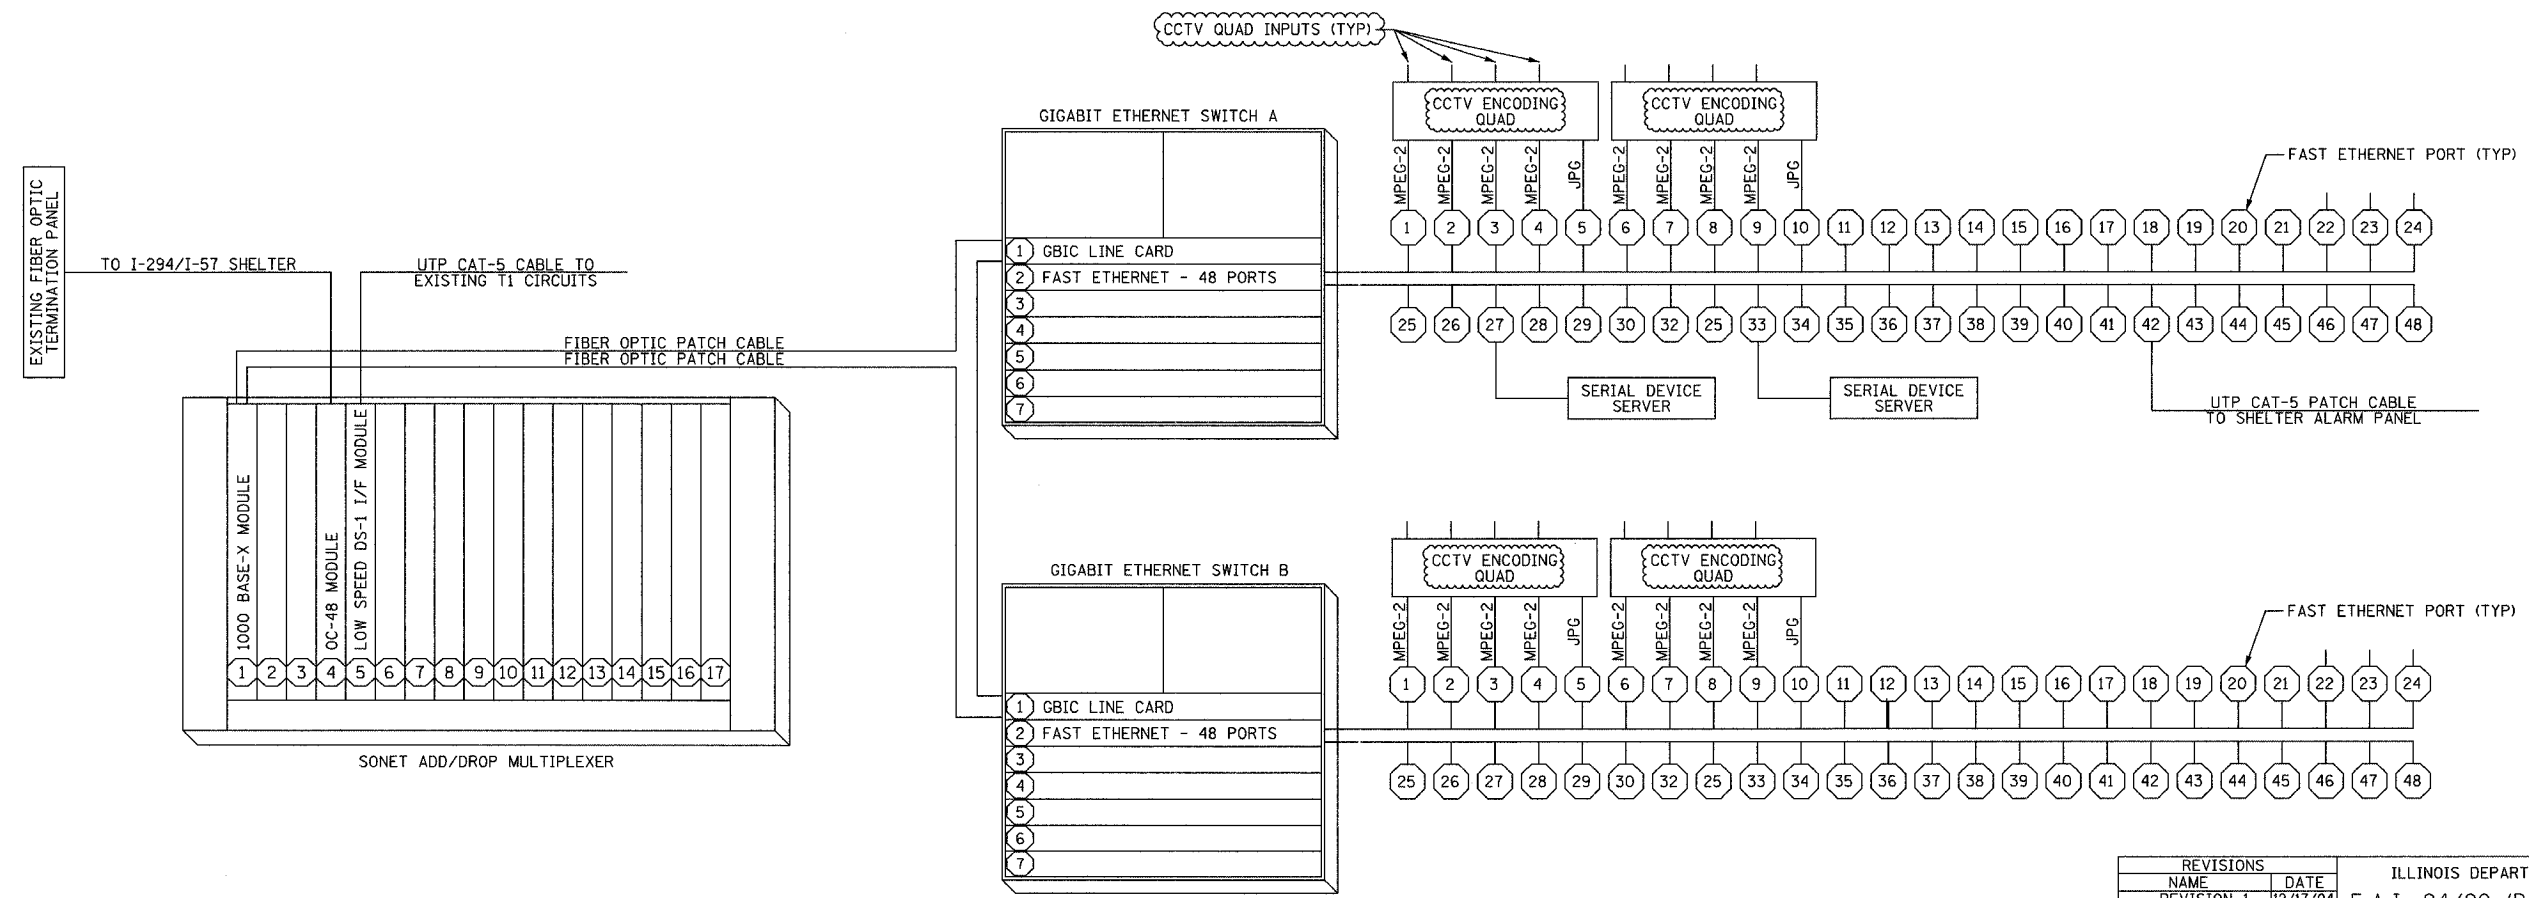 CCTV QUAD INPUTS (TYP)
GIGABIT ETHERNET SWITCH A
CCTV ENCODING
QUAD
CCTV ENCODING
QUAD
MPEG-2
MPEG-2
MPEG-2
MPEG-2
JPG
MPEG-2
MPEG-2
MPEG-2
MPEG-2
JPG
FAST ETHERNET PORT (TYP)
1 2 3 4 5 6 7 8 9 10 11 12 13 14 15 16 17 18 19 20 21 22 23 24
EXISTING FIBER OPTIC
TERMINATION PANEL
TO I-294/I-57 SHELTER
UTP CAT-5 CABLE TO
EXISTING T1 CIRCUITS
1 GBIC LINE CARD
2 FAST ETHERNET - 48 PORTS
3
4
5
6
7
25 26 27 28 29 30 32 25 33 34 35 36 37 38 39 40 41 42 43 44 45 46 47 48
FIBER OPTIC PATCH CABLE
FIBER OPTIC PATCH CABLE
SERIAL DEVICE
SERVER
SERIAL DEVICE
SERVER
UTP CAT-5 PATCH CABLE
TO SHELTER ALARM PANEL
1000 BASE-X MODULE
OC-48 MODULE
LOW SPEED DS-1 I/F MODULE
1 2 3 4 5 6 7 8 9 10 11 12 13 14 15 16 17
SONET ADD/DROP MULTIPLEXER
GIGABIT ETHERNET SWITCH B
CCTV ENCODING
QUAD
CCTV ENCODING
QUAD
MPEG-2
MPEG-2
MPEG-2
MPEG-2
JPG
MPEG-2
MPEG-2
MPEG-2
MPEG-2
JPG
FAST ETHERNET PORT (TYP)
1 2 3 4 5 6 7 8 9 10 11 12 13 14 15 16 17 18 19 20 21 22 23 24
1 GBIC LINE CARD
2 FAST ETHERNET - 48 PORTS
3
4
5
6
7
25 26 27 28 29 30 32 25 33 34 35 36 37 38 39 40 41 42 43 44 45 46 47 48
REVISIONS
NAME DATE
REVISION 1 12/17/04
ILLINOIS DEPART